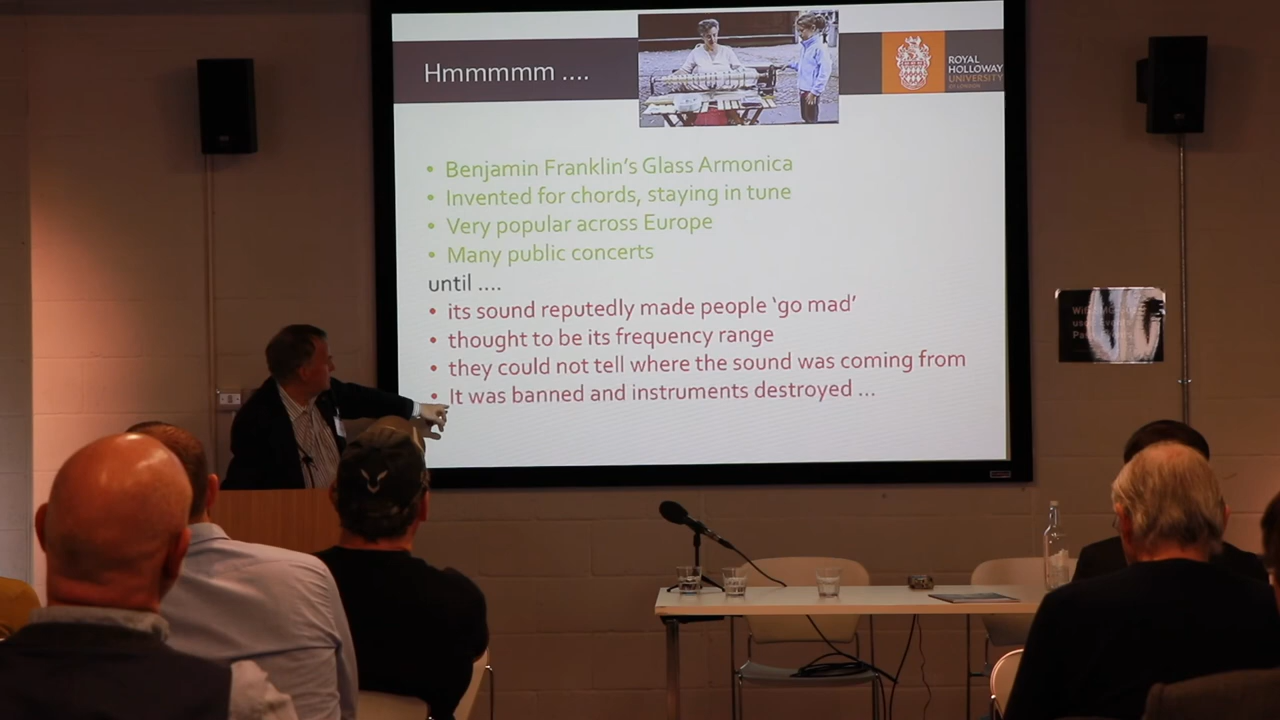 Hmmmmm ....
ROYAL
HOLLOWAY
UNIVERSITY
OF LONDON
• Benjamin Franklin's Glass Armonica
• Invented for chords, staying in tune
• Very popular across Europe
• Many public concerts
until ....
• its sound reputedly made people 'go mad'
• thought to be its frequency range
• they could not tell where the sound was coming from
• It was banned and instruments destroyed ...